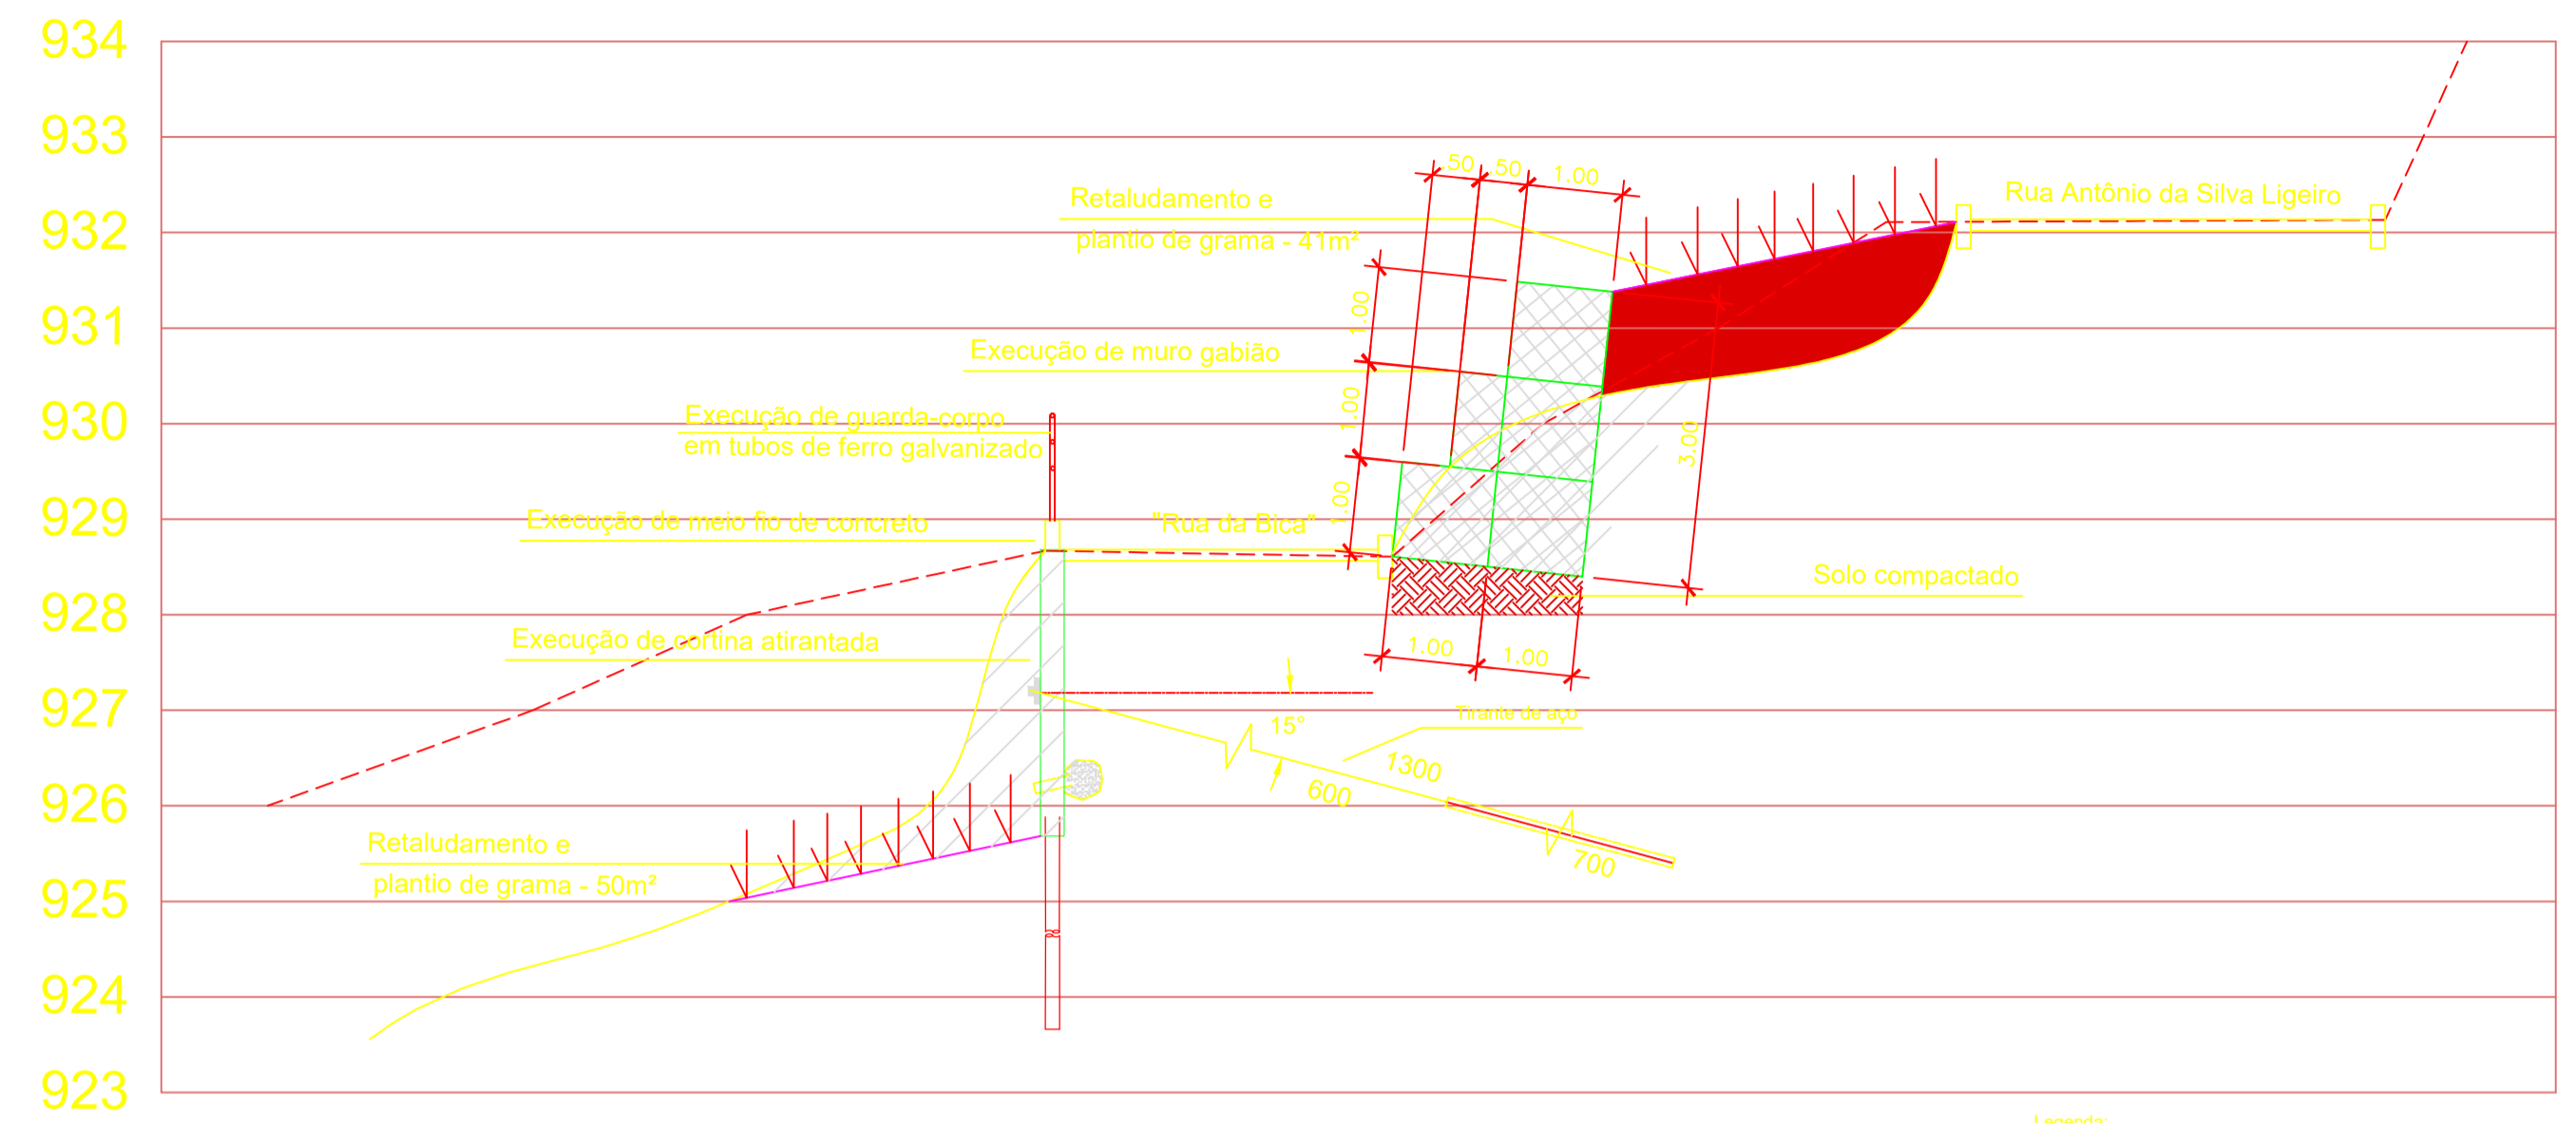 934
933
932
931
930
929
928
927
926
925
924
923
.50
.50
1.00
Retaludamento e
plantio de grama - 41m²
Rua Antônio da Silva Ligeiro
1.00
Execução de muro gabião
1.00
Execução de guarda-corpo
em tubos de ferro galvanizado
3.00
1.00
Execução de meio fio de concreto
"Rua da Bica"
Solo compactado
Execução de cortina atirantada
1.00
1.00
15°
Tirante de aço
1300
600
700
Retaludamento e
plantio de grama - 50m²
Legenda: